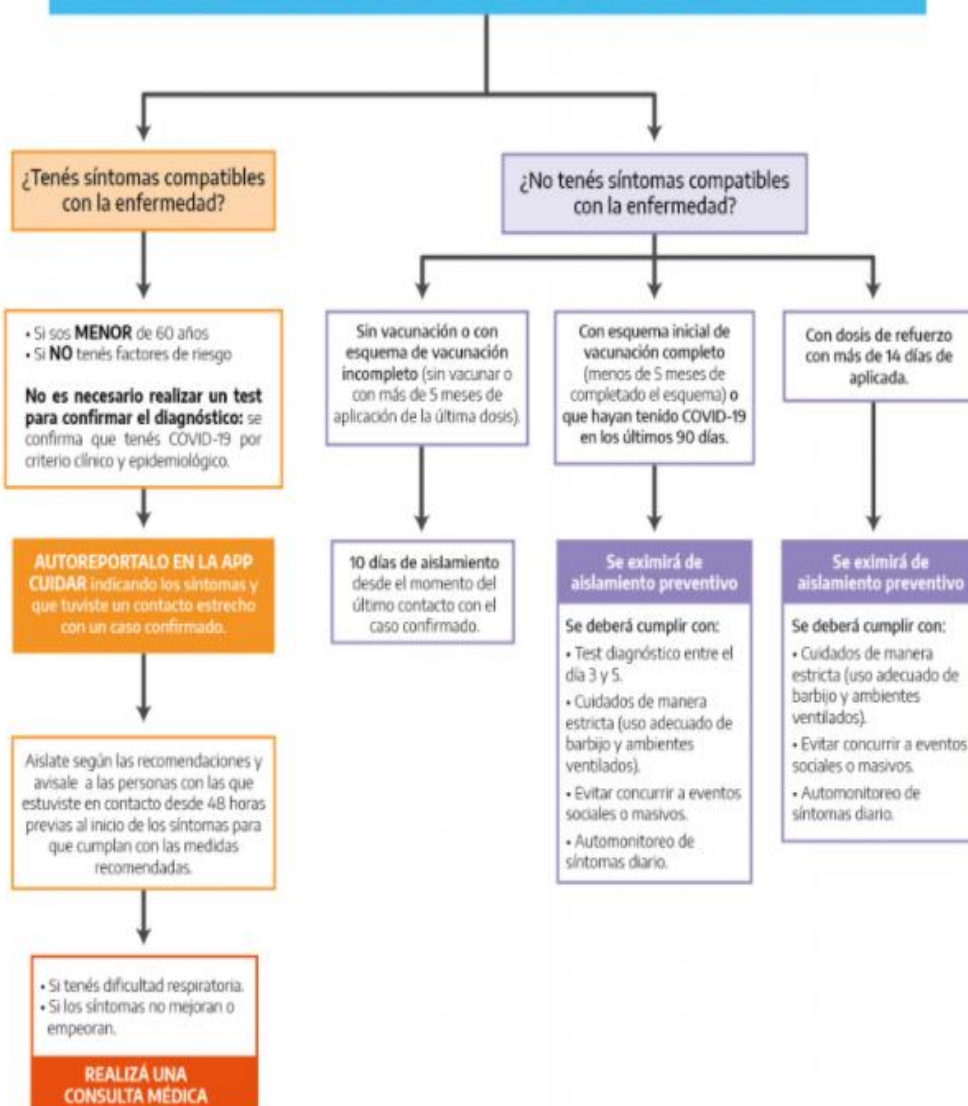 ¿Tenés síntomas compatibles
con la enfermedad?
• Si sos MENOR de 60 años
• Si NO tenés factores de riesgo
No es necesario realizar un test
para confirmar el diagnóstico: se
confirma que tenés COVID-19 por
criterio clínico y epidemiológico.
AUTOREPORTALO EN LA APP
CUIDAR indicando los síntomas y
que tuviste un contacto estrecho
con un caso confirmado.
Aislate según las recomendaciones y
avisale a las personas con las que
estuviste en contacto desde 48 horas
previas al inicio de los síntomas para
que cumplan con las medidas
recomendadas.
• Si tenés dificultad respiratoria.
• Si los síntomas no mejoran o
empeoran.
REALIZÁ UNA
CONSULTA MÉDICA
¿No tenés síntomas compatibles
con la enfermedad?
Sin vacunación o con
esquema de vacunación
incompleto (sin vacunar o
con más de 5 meses de
aplicación de la última dosis).
10 días de aislamiento
desde el momento del
último contacto con el
caso confirmado.
Con esquema inicial de
vacunación completo
(menos de 5 meses de
completado el esquema) o
que hayan tenido COVID-19
en los últimos 90 días.
Se eximirá de
aislamiento preventivo
Se deberá cumplir con:
• Test diagnóstico entre el
día 3 y 5.
• Cuidados de manera
estricta (uso adecuado de
barbijo y ambientes
ventilados).
• Evitar concurrir a eventos
sociales o masivos.
• Automonitoreo de
síntomas diario.
Con dosis de refuerzo
con más de 14 días de
aplicada.
Se eximirá de
aislamiento preventivo
Se deberá cumplir con:
• Cuidados de manera
estricta (uso adecuado de
barbijo y ambientes
ventilados).
• Evitar concurrir a eventos
sociales o masivos.
• Automonitoreo de
síntomas diario.